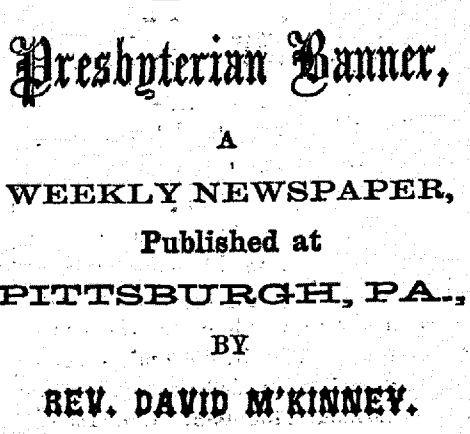 Presbyterian Banner,
A
WEEKLY NEWSPAPER,
Published at
PITTSBURGH, PA.,
BY
REV. DAVID M'KINNEY.